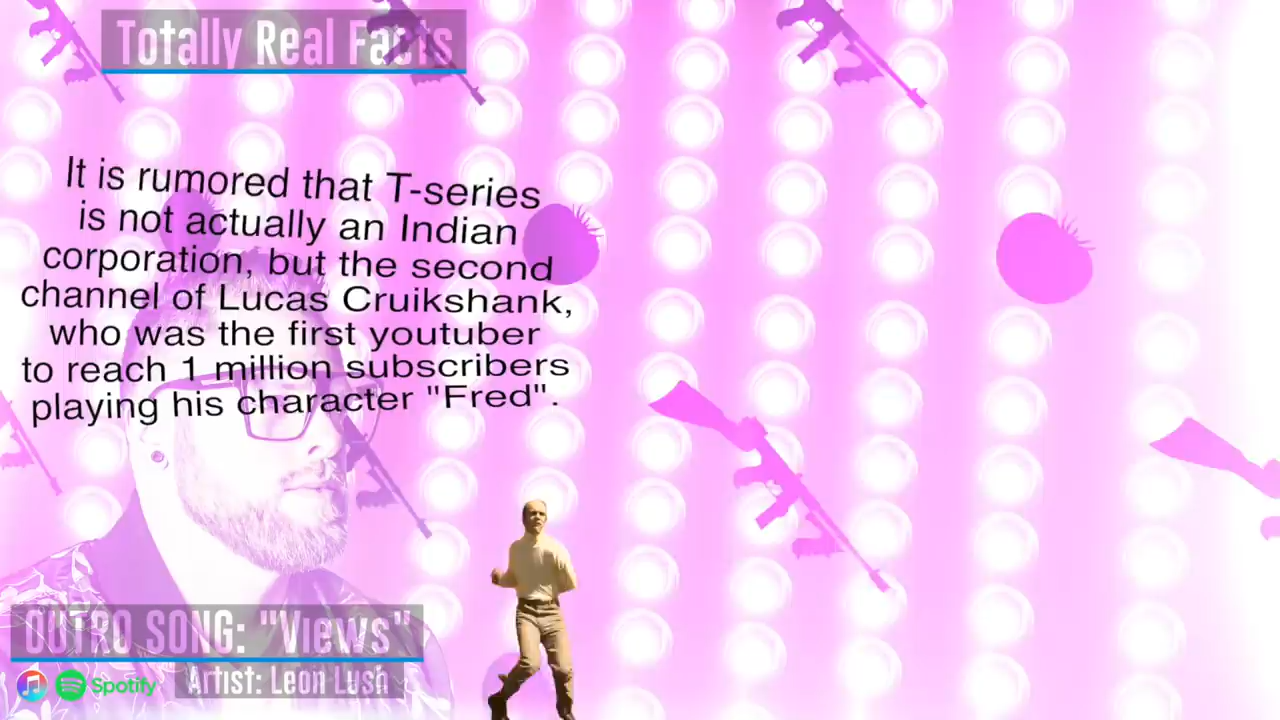 Totally Real Facts
It is rumored that T-series
is not actually an Indian
corporation, but the second
channel of Lucas Cruikshank,
who was the first youtuber
to reach 1 million subscribers
playing his character "Fred".
OUTRO SONG: "Views"
Spotify
Artist: Leon Lush